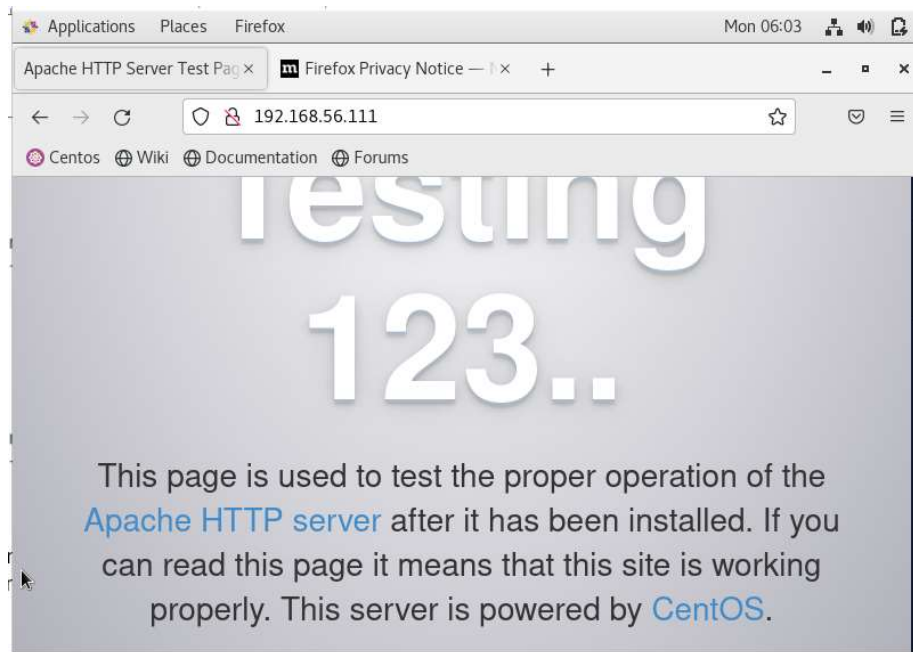 Applications Places Firefox Mon 06:03
Apache HTTP Server Test Pag × m Firefox Privacy Notice — × +
192.168.56.111
Centos Wiki Documentation Forums
Testing
123..
This page is used to test the proper operation of the
Apache HTTP server after it has been installed. If you
can read this page it means that this site is working
properly. This server is powered by CentOS.